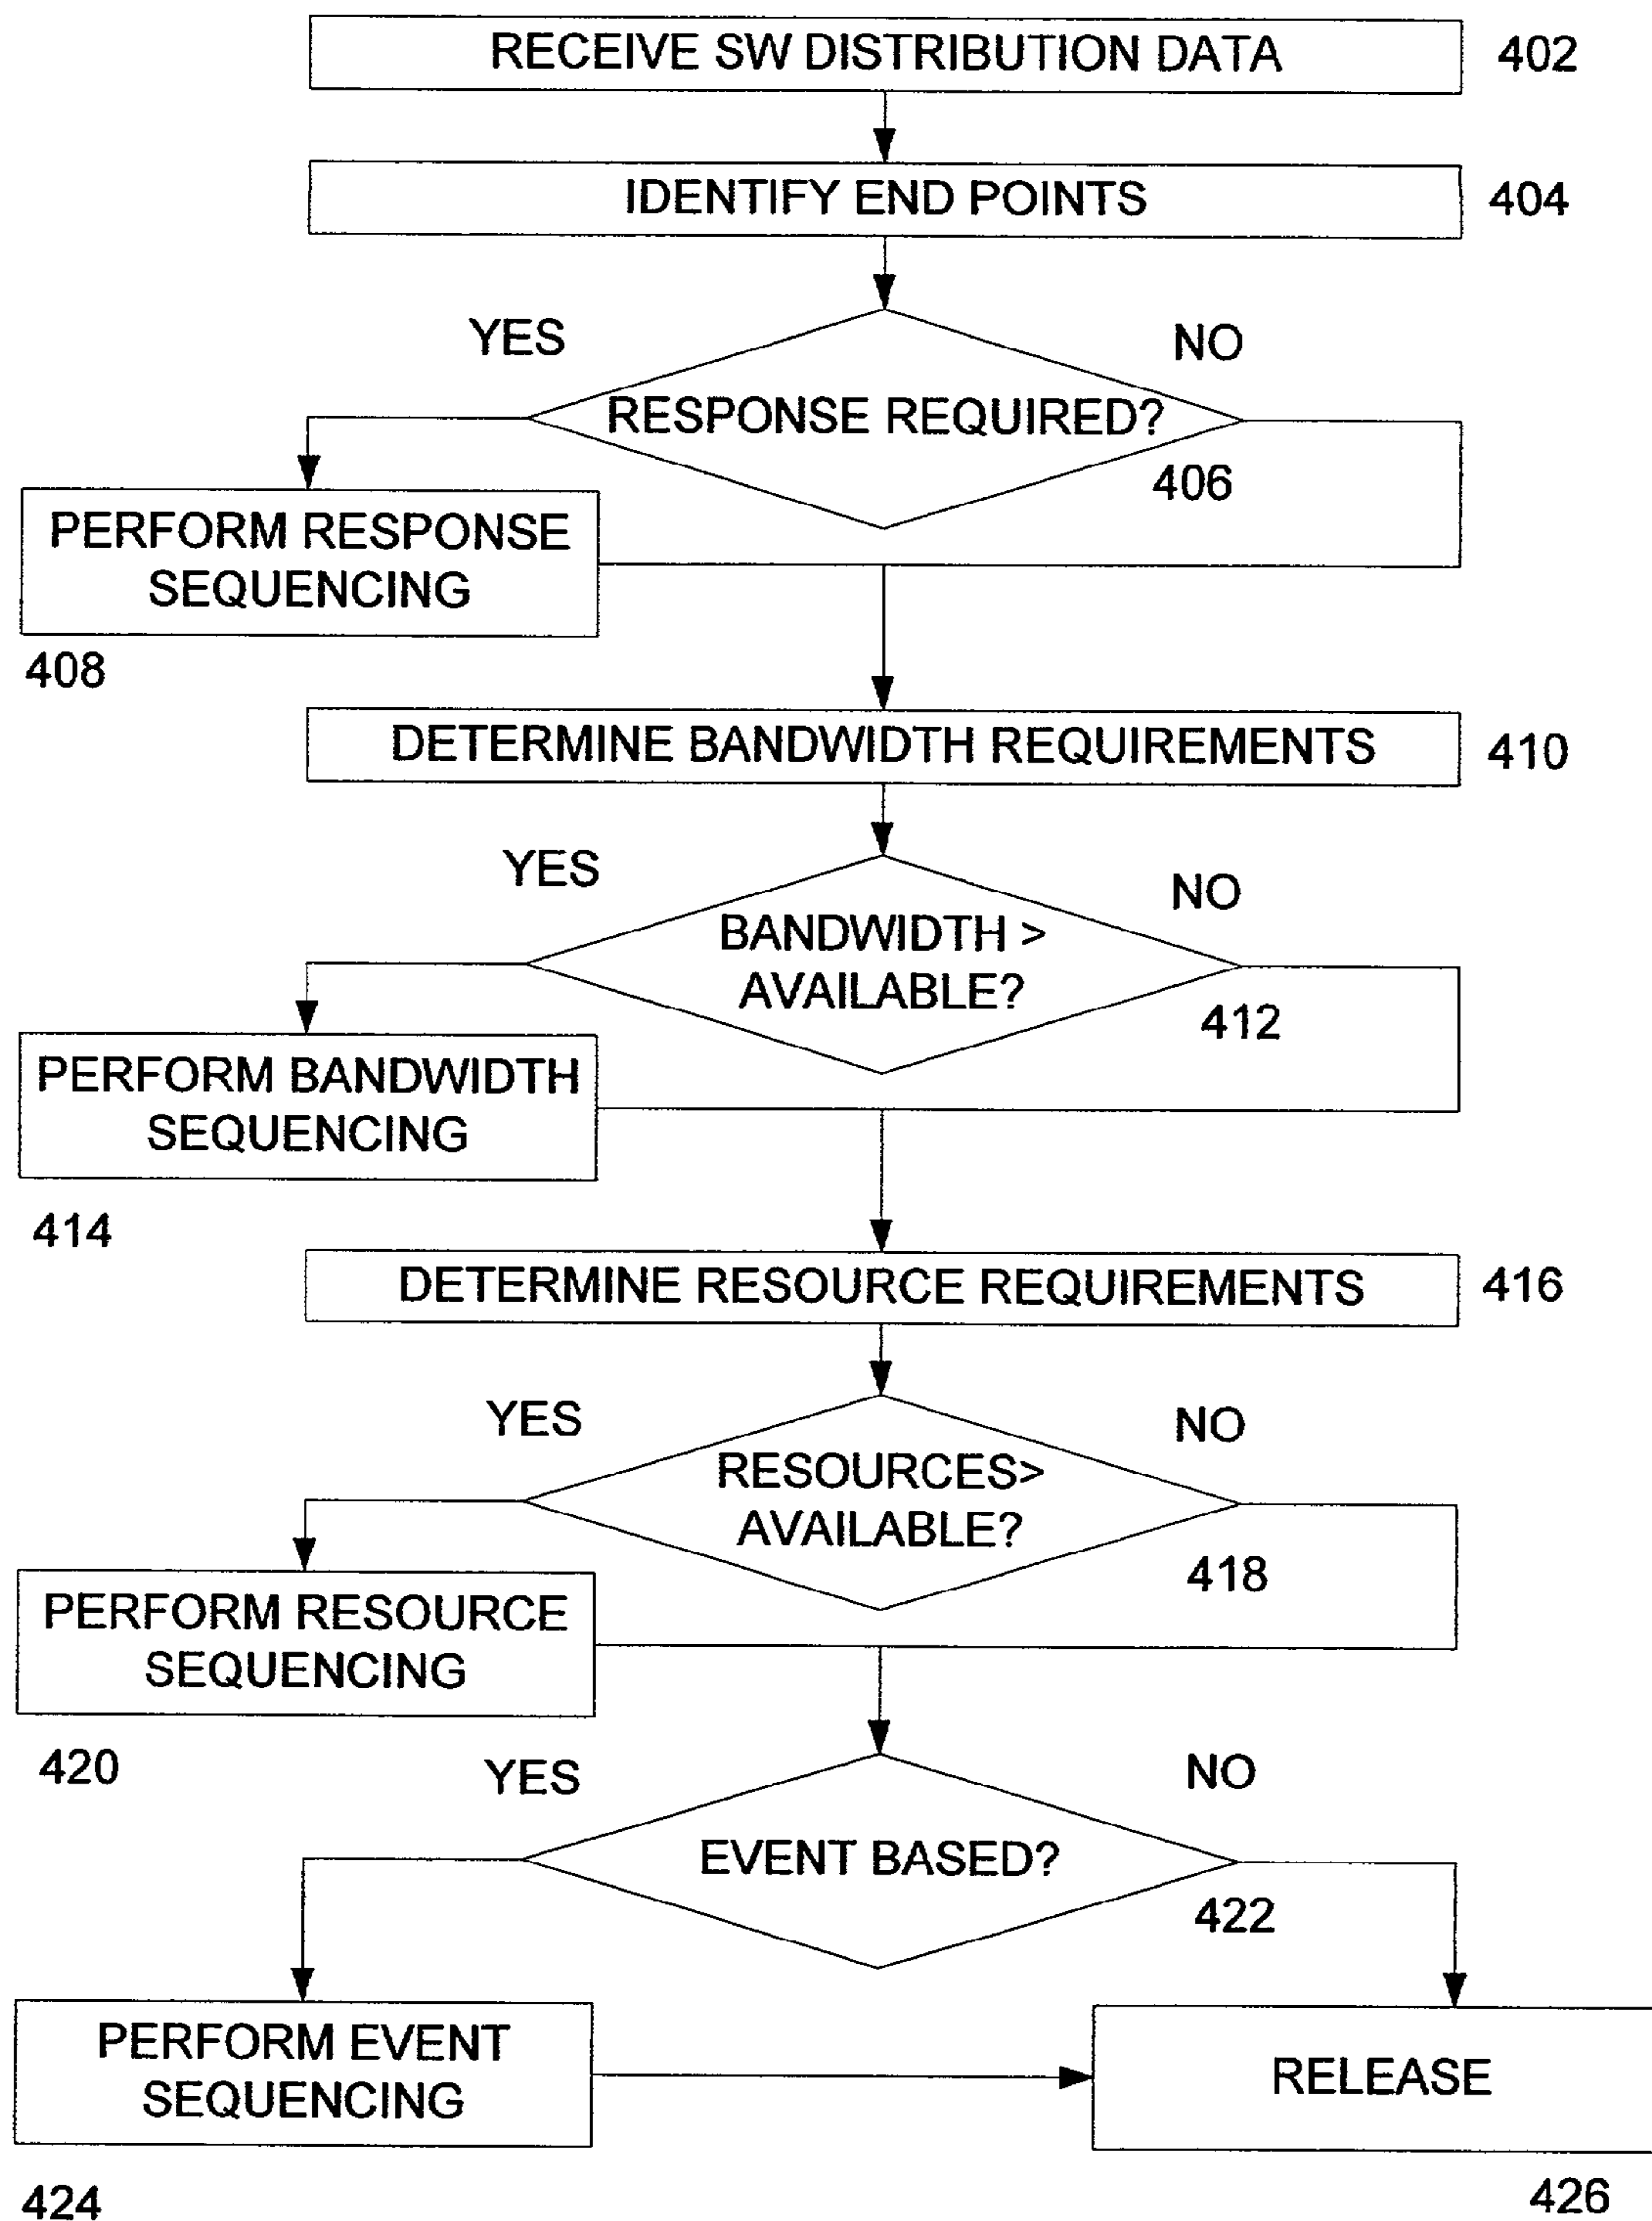 RECEIVE SW DISTRIBUTION DATA
402
IDENTIFY END POINTS
404
YES
NO
RESPONSE REQUIRED?
406
PERFORM RESPONSE
SEQUENCING
408
DETERMINE BANDWIDTH REQUIREMENTS
410
YES
NO
BANDWIDTH >
AVAILABLE?
412
PERFORM BANDWIDTH
SEQUENCING
414
DETERMINE RESOURCE REQUIREMENTS
416
YES
NO
RESOURCES>
AVAILABLE?
418
PERFORM RESOURCE
SEQUENCING
420
YES
NO
EVENT BASED?
422
PERFORM EVENT
SEQUENCING
424
RELEASE
426